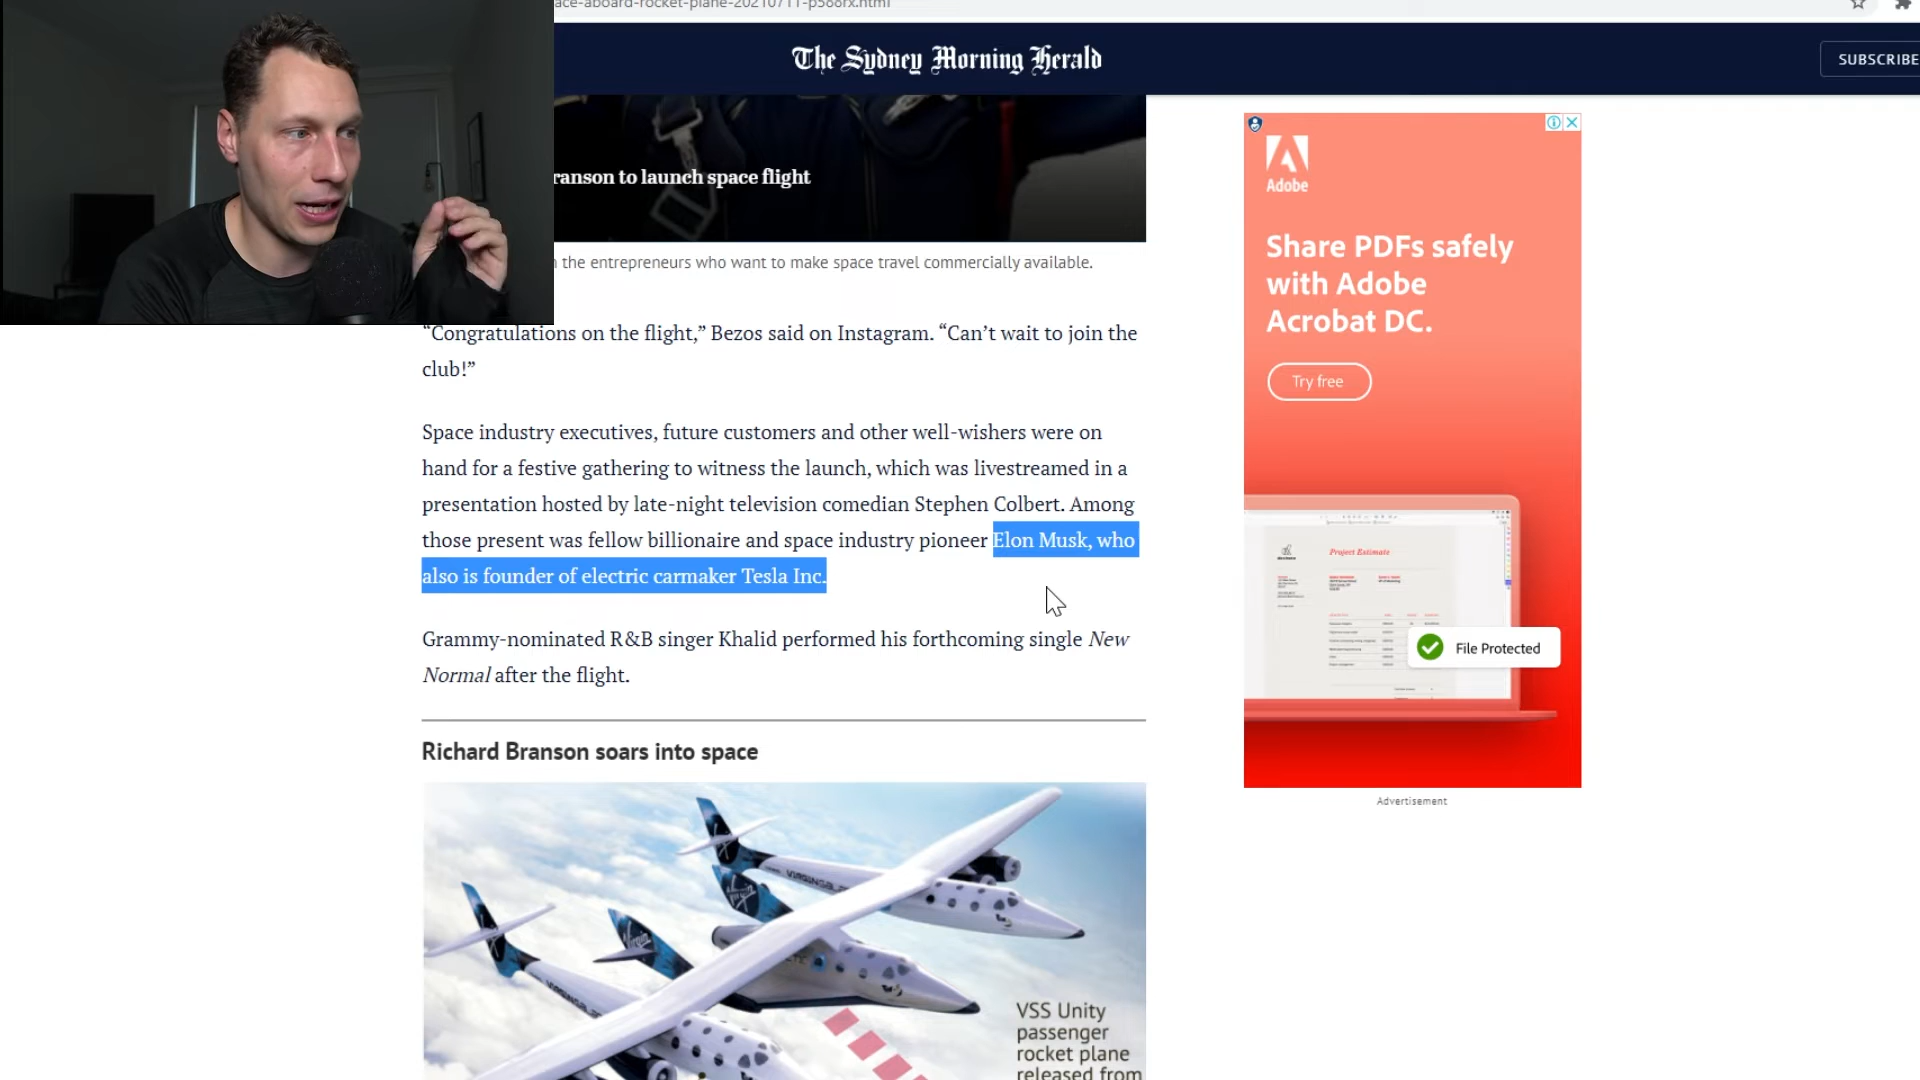 ace-aboard-rocket-plane-20210711-p588rx.html
The Sydney Morning Herald
SUBSCRIBE
ranson to launch space flight
n the entrepreneurs who want to make space travel commercially available.
“Congratulations on the flight,” Bezos said on Instagram. “Can’t wait to join the
club!”
Space industry executives, future customers and other well-wishers were on
hand for a festive gathering to witness the launch, which was livestreamed in a
presentation hosted by late-night television comedian Stephen Colbert. Among
those present was fellow billionaire and space industry pioneer Elon Musk, who
also is founder of electric carmaker Tesla Inc.
Grammy-nominated R&B singer Khalid performed his forthcoming single New
Normal after the flight.
Richard Branson soars into space
VSS Unity
passenger
rocket plane
released from
Adobe
Share PDFs safely
with Adobe
Acrobat DC.
Try free
Project Estimate
File Protected
Advertisement